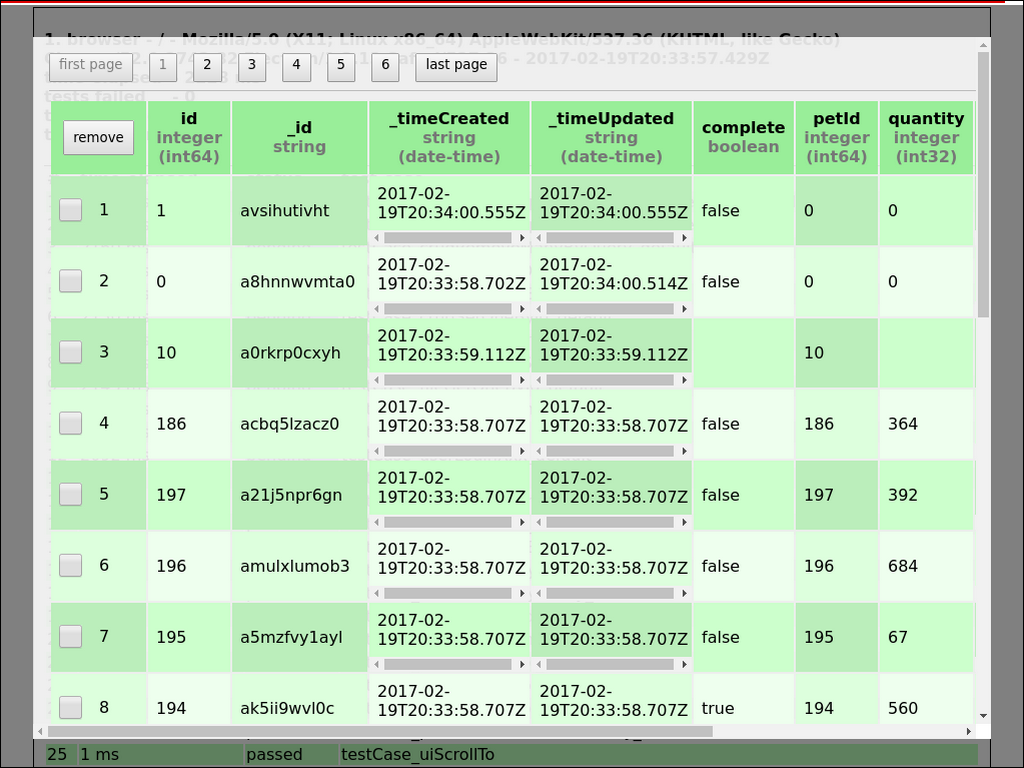 1. browser - / - Mozilla/5.0 (X11; Linux x86_64) AppleWebKit/537.36 (KHTML, like Gecko)
- 2017-02-19T20:33:57.429Z
first page 1 2 3 4 5 6 last page
tests failed - 0
remove
id integer (int64)
_id string
_timeCreated string (date-time)
_timeUpdated string (date-time)
complete boolean
petId integer (int64)
quantity integer (int32)
1 1 avsihutivht 2017-02-19T20:34:00.555Z 2017-02-19T20:34:00.555Z false 0 0
2 0 a8hnnwvmta0 2017-02-19T20:33:58.702Z 2017-02-19T20:34:00.514Z false 0 0
3 10 a0rkrp0cxyh 2017-02-19T20:33:59.112Z 2017-02-19T20:33:59.112Z 10
4 186 acbq5lzacz0 2017-02-19T20:33:58.707Z 2017-02-19T20:33:58.707Z false 186 364
5 197 a21j5npr6gn 2017-02-19T20:33:58.707Z 2017-02-19T20:33:58.707Z false 197 392
6 196 amulxlumob3 2017-02-19T20:33:58.707Z 2017-02-19T20:33:58.707Z false 196 684
7 195 a5mzfvy1ayl 2017-02-19T20:33:58.707Z 2017-02-19T20:33:58.707Z false 195 67
8 194 ak5ii9wvl0c 2017-02-19T20:33:58.707Z 2017-02-19T20:33:58.707Z true 194 560
25 1 ms passed testCase_uiScrollTo